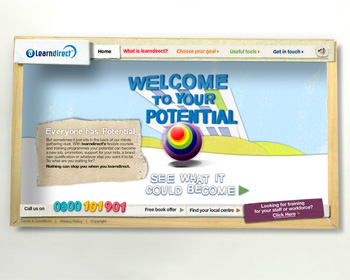 learndirect
Home
What is learndirect?
Choose your goal
Useful tools
Get in touch
WELCOME
TO YOUR
POTENTIAL
Everyone has Potential
But sometimes it just sits in the back of our minds
gathering dust. With learndirect's flexible courses
and training programmes your potential can become
a new job, promotion, support for your kids, a brand
new qualification or whatever else you want it to be.
So what are you waiting for?
Nothing can stop you when you learndirect.
SEE WHAT IT
COULD BECOME
Call us on
0800 101 901
Free book offer
Find your local centre
Looking for training
for your staff or workforce?
Click Here
Terms & Conditions | Privacy Policy | Copyright